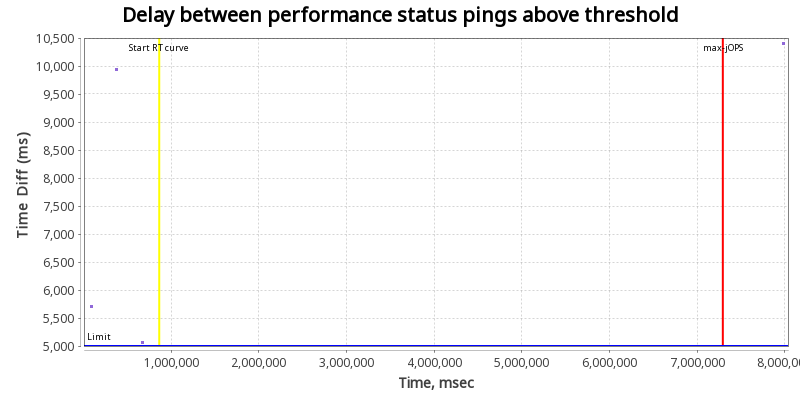 Delay between performance status pings above threshold
Time Diff (ms)
10,500
10,000
9,500
9,000
8,500
8,000
7,500
7,000
6,500
6,000
5,500
5,000
Start RT curve
max-jOPS
Limit
1,000,000 2,000,000 3,000,000 4,000,000 5,000,000 6,000,000 7,000,000 8,000,0
Time, msec